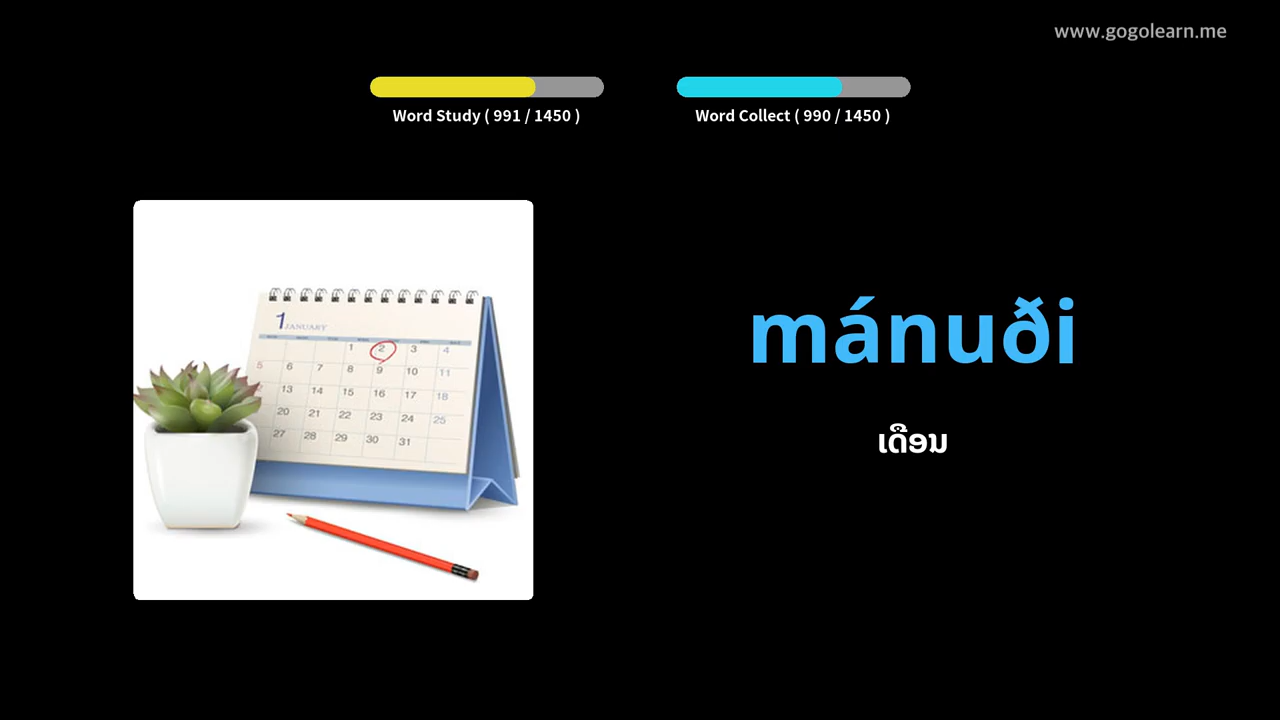 www.gogolearn.me
Word Study ( 991 / 1450 )
Word Collect ( 990 / 1450 )
1 JANUARY
1 2 3 4
5 6 7 8 9 10 11
13 14 15 16 17 18
20 21 22 23 24 25
27 28 29 30 31
mánuði
ເດືອນ